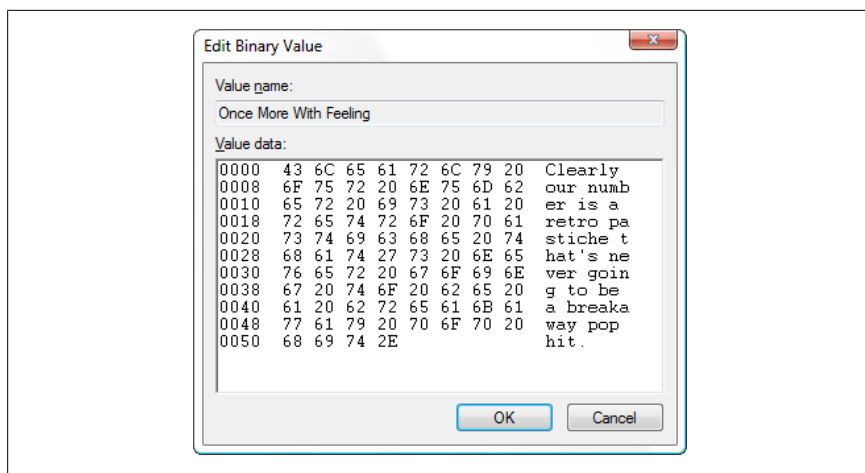 Edit Binary Value
Value name:
Once More With Feeling
Value data:
0000 43 6C 65 61 72 6C 79 20 Clearly
0008 6F 75 72 20 6E 75 6D 62 our numb
0010 65 72 20 69 73 20 61 20 er is a
0018 72 65 74 72 6F 20 70 61 retro pa
0020 73 74 69 63 68 65 20 74 stiche t
0028 68 61 74 27 73 20 6E 65 hat's ne
0030 76 65 72 20 67 6F 69 6E ver goin
0038 67 20 74 6F 20 62 65 20 g to be
0040 61 20 62 72 65 61 6B 61 a breaka
0048 77 61 79 20 70 6F 70 20 way pop
0050 68 69 74 2E hit.
OK Cancel